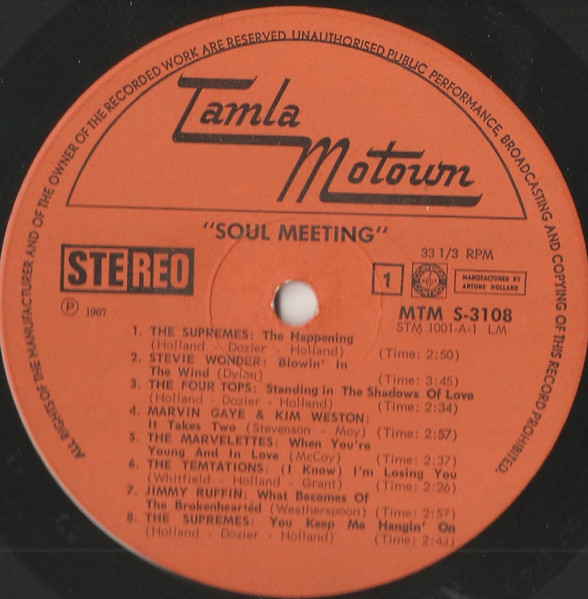 ALL RIGHTS OF THE MANUFACTURER AND OF THE OWNER OF THE RECORDED WORK ARE RESERVED UNAUTHORISED PUBLIC PERFORMANCE, BROADCASTING AND COPYING OF THIS RECORD PROHIBITED.
Tamla
Motown
"SOUL MEETING"
33 1/3 RPM
STEREO
1
MANUFACTURED BY
ARTONE HOLLAND
℗ 1967
MTM S-3108
STM 1001-A-1 LM
1. THE SUPREMES: The Happening
(Holland - Dozier - Holland) (Time: 2:50)
2. STEVIE WONDER: Blowin' In
The Wind (Dylon) (Time: 3:45)
3. THE FOUR TOPS: Standing in The Shadows Of Love
(Holland - Dozier - Holland) (Time: 2:34)
4. MARVIN GAYE & KIM WESTON:
It Takes Two (Stevenson - Moy) (Time: 2:57)
5. THE MARVELETTES: When You're
Young And In Love (McCoy) (Time: 2:37)
6. THE TEMTATIONS: (I Know) I'm Losing You
(Whitfield - Holland - Grant) (Time: 2:26)
7. JIMMY RUFFIN: What Becomes Of
The Brokenhearted (Weatherspoon) (Time: 2:57)
8. THE SUPREMES: You Keep Me Hangin' On
(Holland - Dozier - Holland) (Time: 2:43)